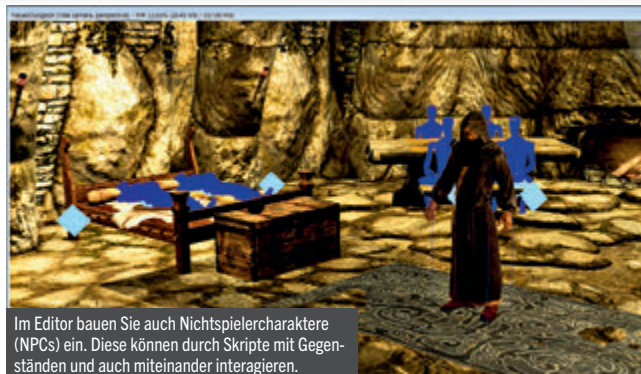 Im Editor bauen Sie auch Nichtspielercharaktere
(NPCs) ein. Diese können durch Skripte mit Gegen-
ständen und auch miteinander interagieren.